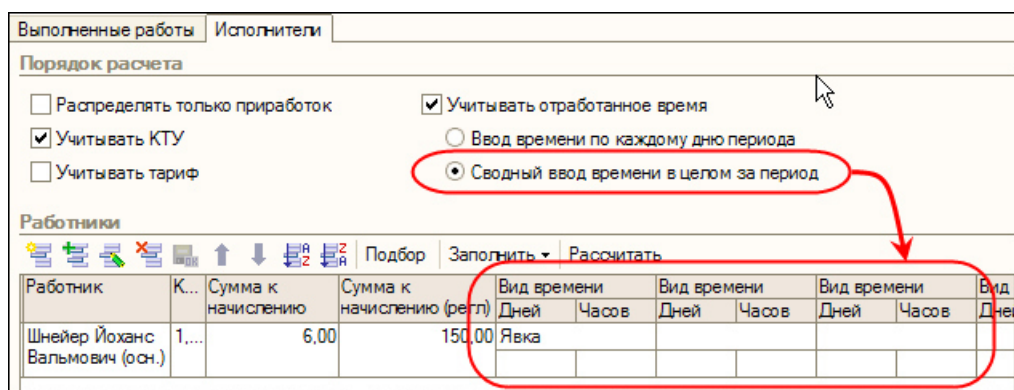 Выполненные работы Исполнители
Порядок расчета
Распределять только приработок Учитывать отработанное время
Учитывать КТУ Ввод времени по каждому дню периода
Учитывать тариф Сводный ввод времени в целом за период
Работники
Подбор Заполнить Рассчитать
Работник К... Сумма к Сумма к Вид времени Вид времени Вид времени Вид
начислению начислению (регл) Дней Часов Дней Часов Дней Часов Дне
Шнейер Йоханс 1,... 6,00 150,00 Явка
Вальмович (осн.)